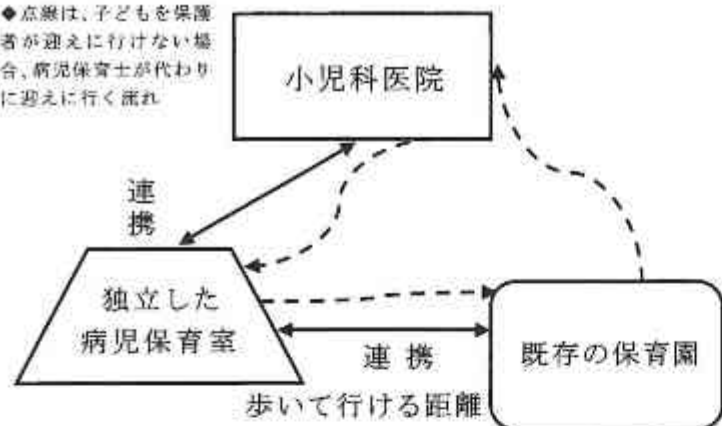 ◆点線は、子どもを保護
者が迎えに行けない場
合、病児保育士が代わり
に迎えに行く流れ
小児科医院
連
携
独立した
病児保育室
連携
既存の保育園
歩いて行ける距離